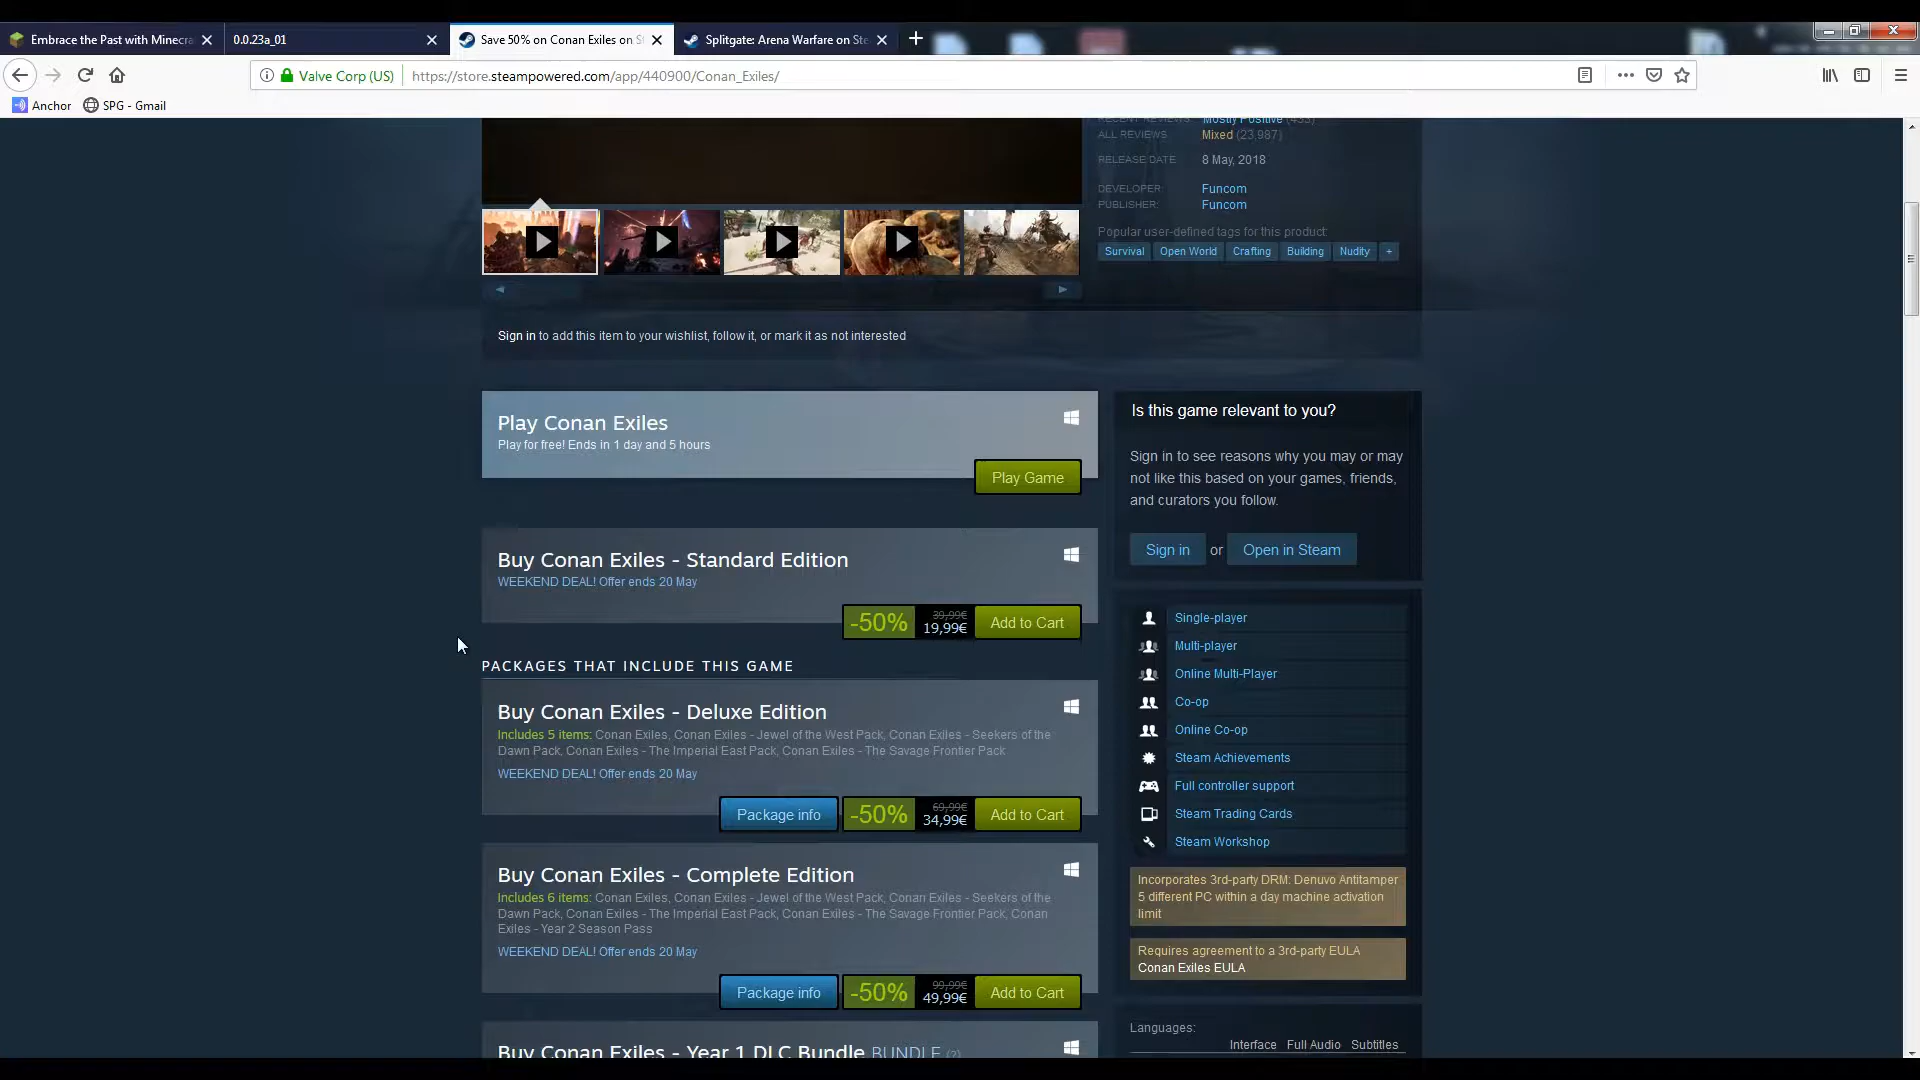 Embrace the Past with Minecra
0.0.23a_01
Save 50% on Conan Exiles on S
Splitgate: Arena Warfare on Ste
Valve Corp (US)
https://store.steampowered.com/app/440900/Conan_Exiles/
Anchor
SPG - Gmail
RECENT REVIEWS: Mostly Positive (433)
ALL REVIEWS: Mixed (23,987)
RELEASE DATE: 8 May, 2018
DEVELOPER: Funcom
PUBLISHER: Funcom
Popular user-defined tags for this product:
Survival Open World Crafting Building Nudity +
Sign in to add this item to your wishlist, follow it, or mark it as not interested
Play Conan Exiles
Play for free! Ends in 1 day and 5 hours
Play Game
Buy Conan Exiles - Standard Edition
WEEKEND DEAL! Offer ends 20 May
-50% 39,99€ 19,99€ Add to Cart
PACKAGES THAT INCLUDE THIS GAME
Buy Conan Exiles - Deluxe Edition
Includes 5 items: Conan Exiles, Conan Exiles - Jewel of the West Pack, Conan Exiles - Seekers of the
Dawn Pack, Conan Exiles - The Imperial East Pack, Conan Exiles - The Savage Frontier Pack
WEEKEND DEAL! Offer ends 20 May
Package info -50% 69,99€ 34,99€ Add to Cart
Buy Conan Exiles - Complete Edition
Includes 6 items: Conan Exiles, Conan Exiles - Jewel of the West Pack, Conan Exiles - Seekers of the
Dawn Pack, Conan Exiles - The Imperial East Pack, Conan Exiles - The Savage Frontier Pack, Conan
Exiles - Year 2 Season Pass
WEEKEND DEAL! Offer ends 20 May
Package info -50% 99,99€ 49,99€ Add to Cart
Buy Conan Exiles - Year 1 DLC Bundle BUNDLE (?)
Is this game relevant to you?
Sign in to see reasons why you may or may
not like this based on your games, friends,
and curators you follow.
Sign in or Open in Steam
Single-player
Multi-player
Online Multi-Player
Co-op
Online Co-op
Steam Achievements
Full controller support
Steam Trading Cards
Steam Workshop
Incorporates 3rd-party DRM: Denuvo Antitamper
5 different PC within a day machine activation
limit
Requires agreement to a 3rd-party EULA
Conan Exiles EULA
Languages:
Interface Full Audio Subtitles